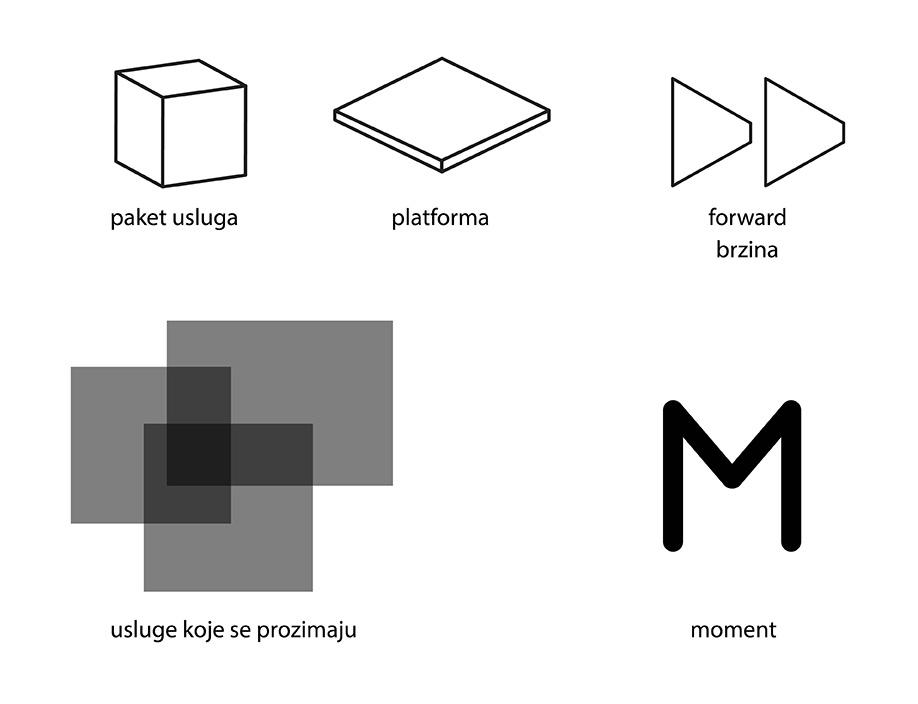 paket usluga
platforma
forward
brzina
M
usluge koje se prozimaju
moment